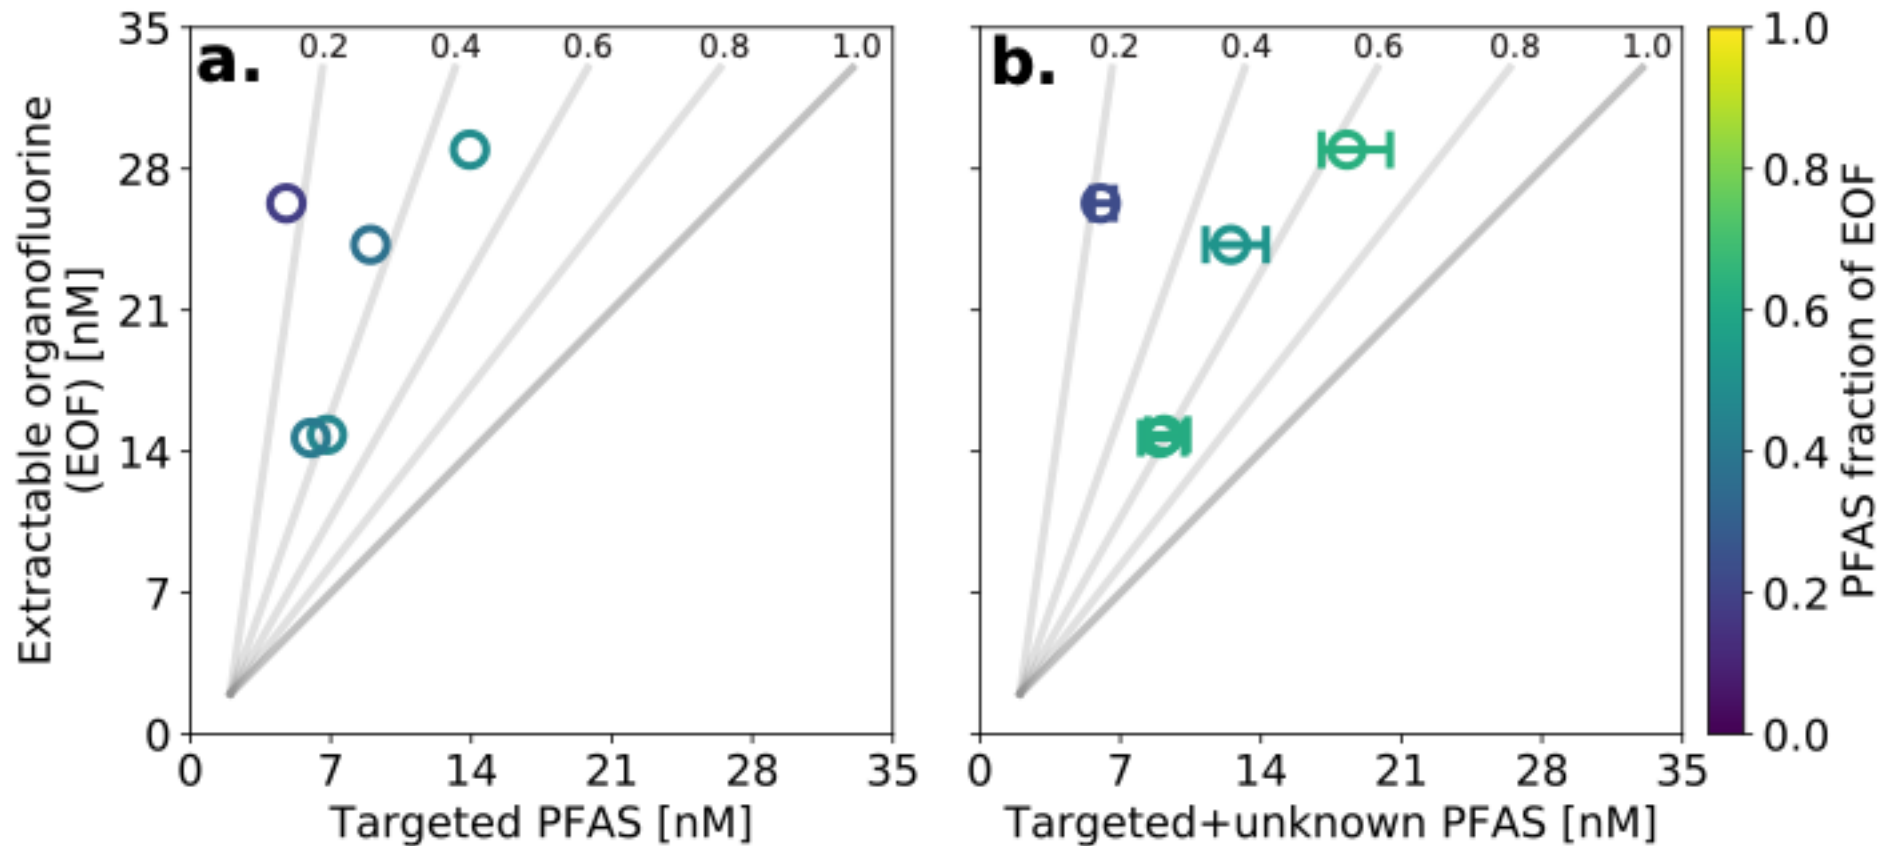 a.
0.2 0.4 0.6 0.8 1.0
35
28
21
14
7
0
Extractable organofluorine
(EOF) [nM]
0 7 14 21 28 35
Targeted PFAS [nM]
b.
0.2 0.4 0.6 0.8 1.0
0 7 14 21 28 35
Targeted+unknown PFAS [nM]
1.0
0.8
0.6
0.4
0.2
0.0
PFAS fraction of EOF